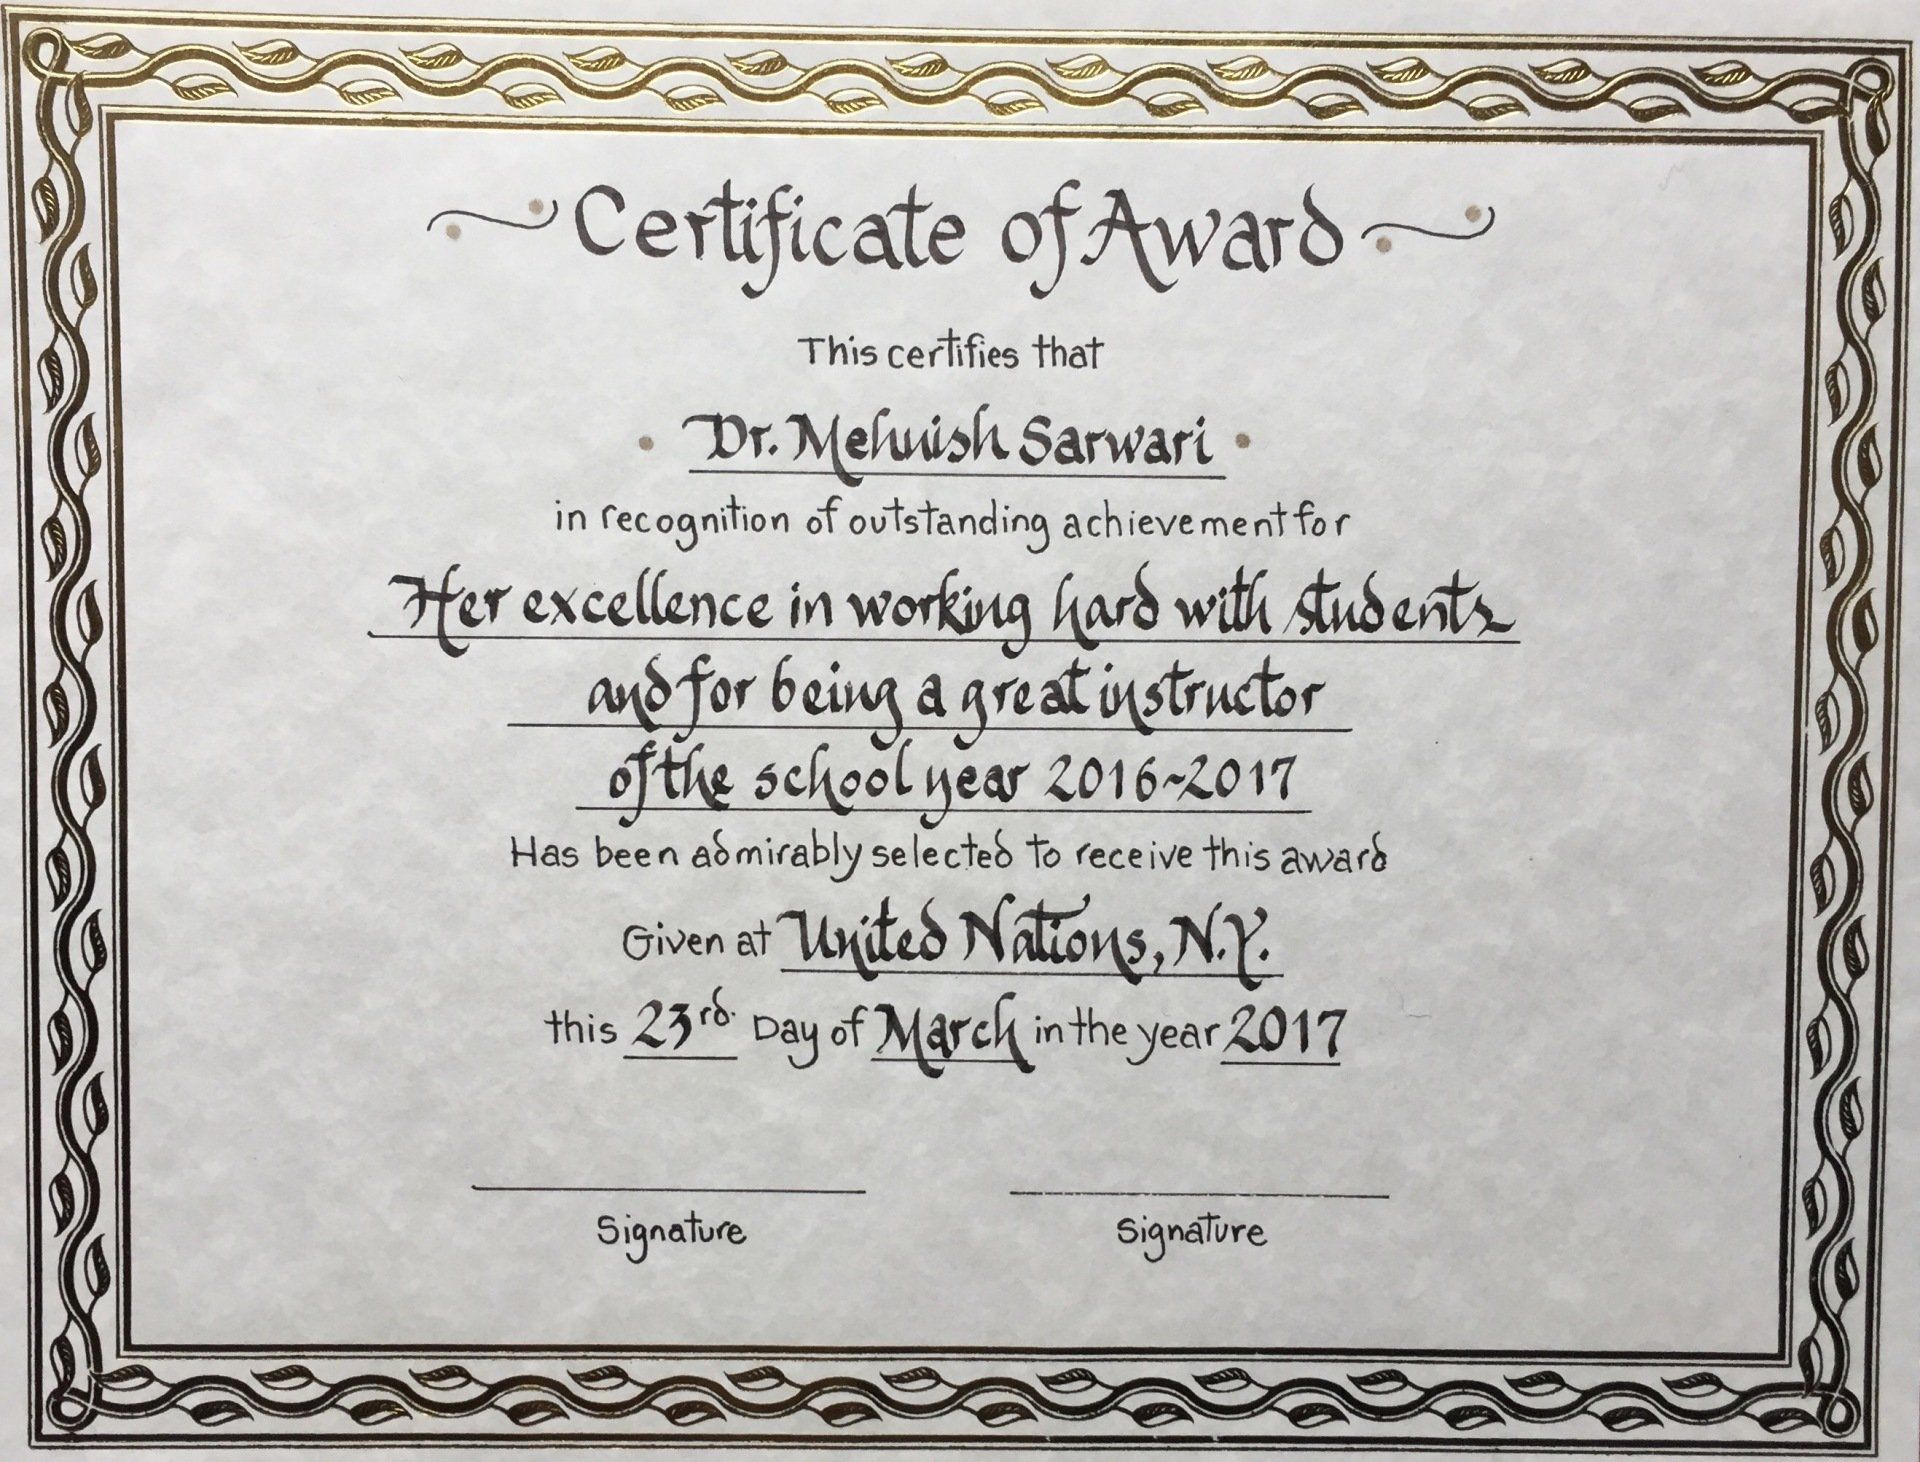 Certificate of Award
This certifies that
Dr. Mehwish Sarwari
in recognition of outstanding achievement for
Her excellence in working hard with students
and for being a great instructor
of the school year 2016~2017
Has been admirably selected to receive this award
Given at United Nations, N.Y.
this 23rd. Day of March in the year 2017
Signature Signature